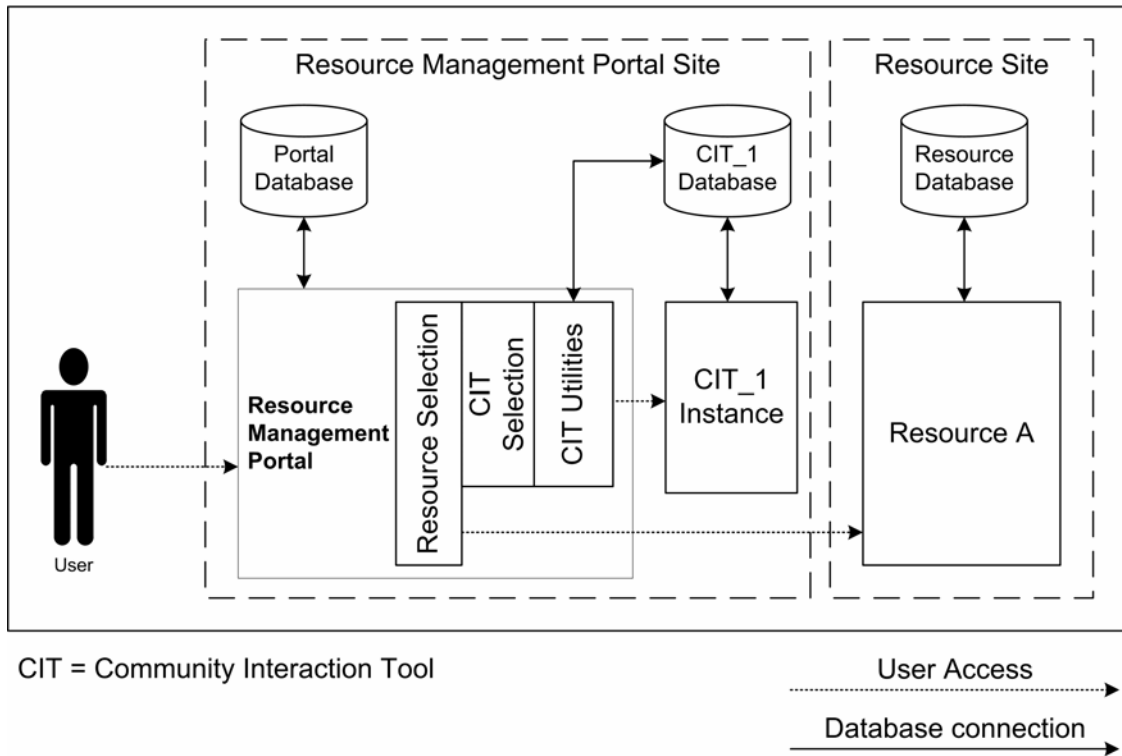 Resource Management Portal Site
Resource Site
Portal
Database
CIT_1
Database
Resource
Database
Resource
Management
Portal
Resource Selection
CIT
Selection
CIT Utilities
CIT_1
Instance
Resource A
User
CIT = Community Interaction Tool
User Access
Database connection